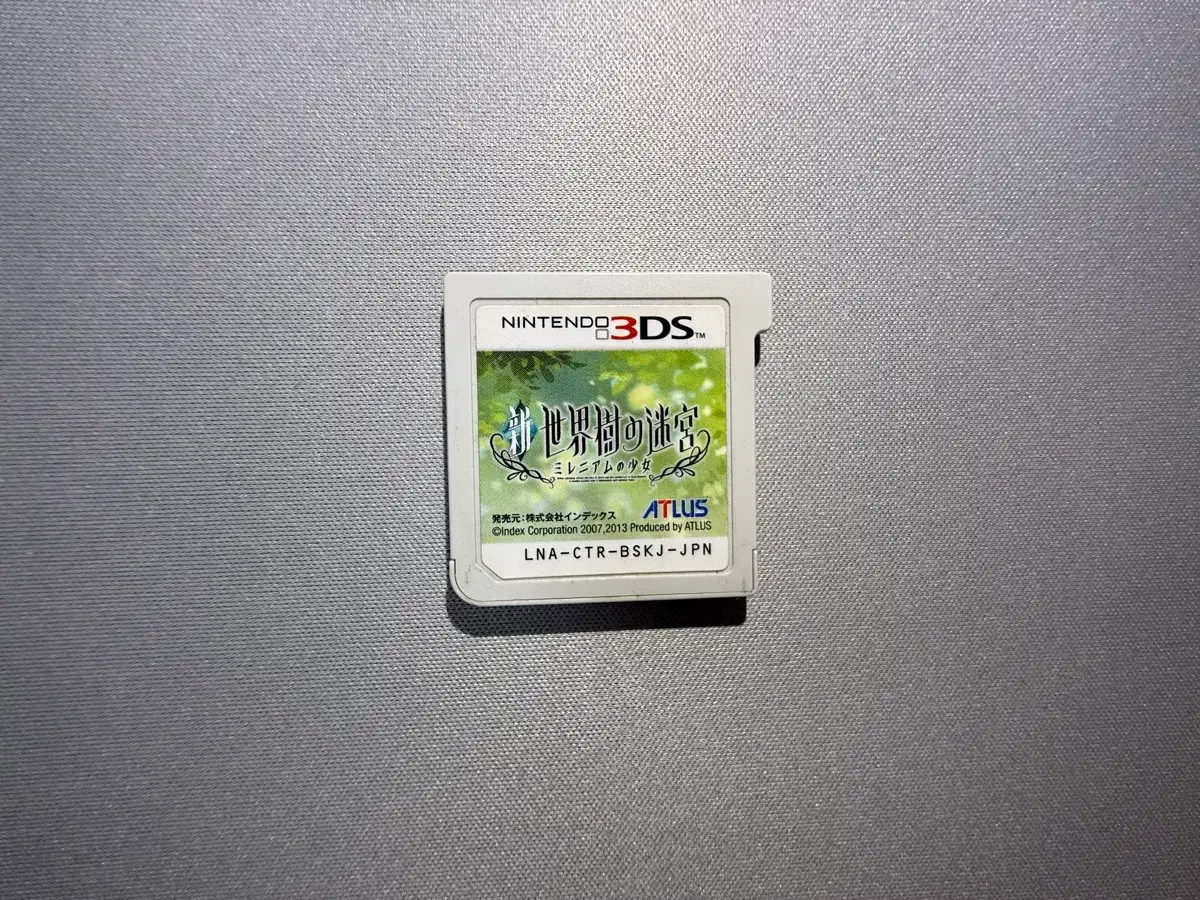 NINTENDO 3DS™
新 世界樹の迷宮
ミレニアムの少女
ATLUS
発売元:株式会社インデックス
©Index Corporation 2007,2013 Produced by ATLUS
LNA-CTR-BSKJ-JPN